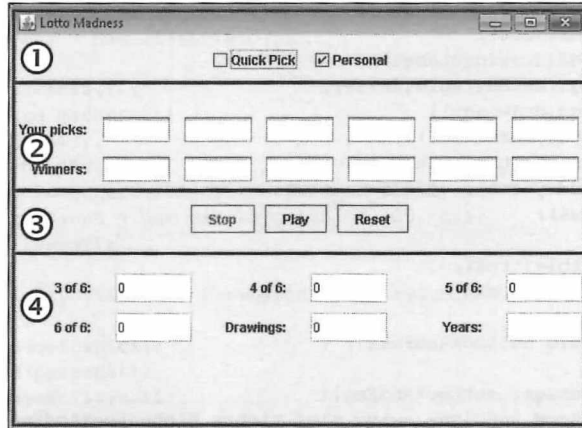 Lotto Madness
1
Quick Pick Personal
2
Your picks:
Winners:
3
Stop Play Reset
4
3 of 6: 0 4 of 6: 0 5 of 6: 0
6 of 6: 0 Drawings: 0 Years: